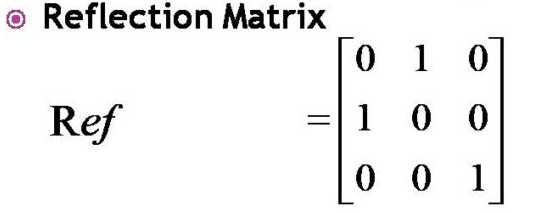 Reflection Matrix
0 1 0
Ref = 1 0 0
0 0 1